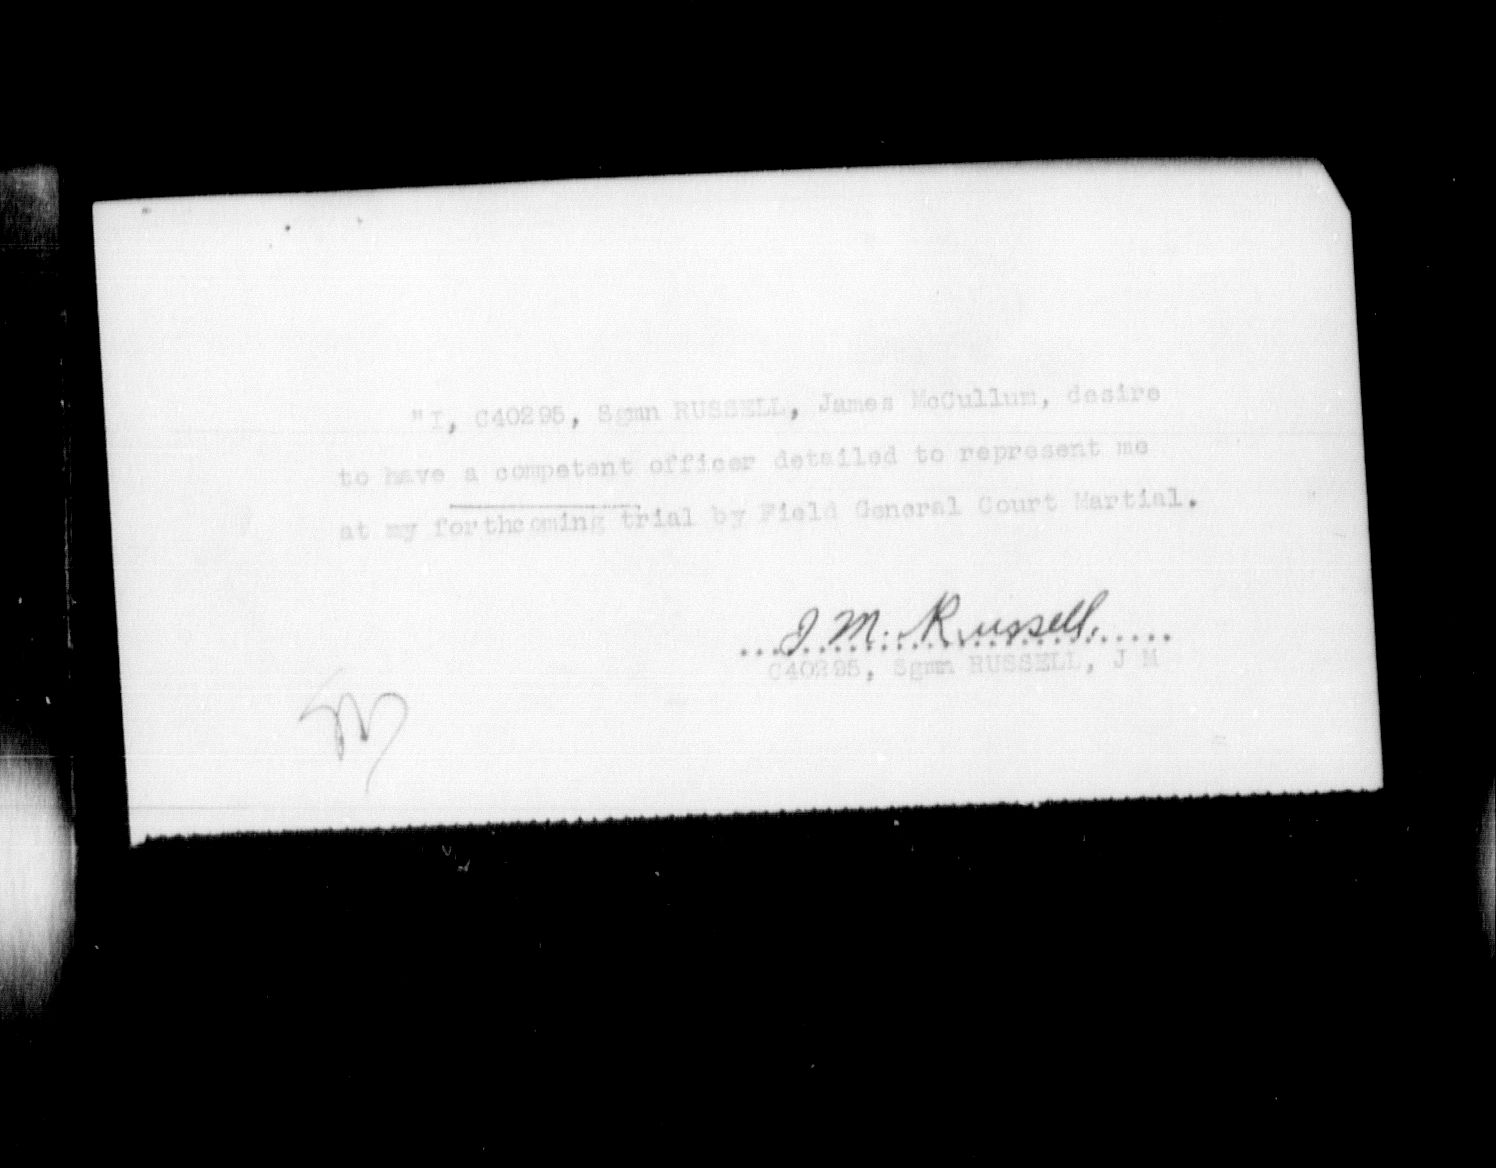 "I, C40295, Sgmn RUSSELL, James McCullum, desire
to have a competent officer detailed to represent me
at my forthcoming trial by Field General Court Martial.
J. M. Russell.
C40295, Sgmn RUSSELL, J M